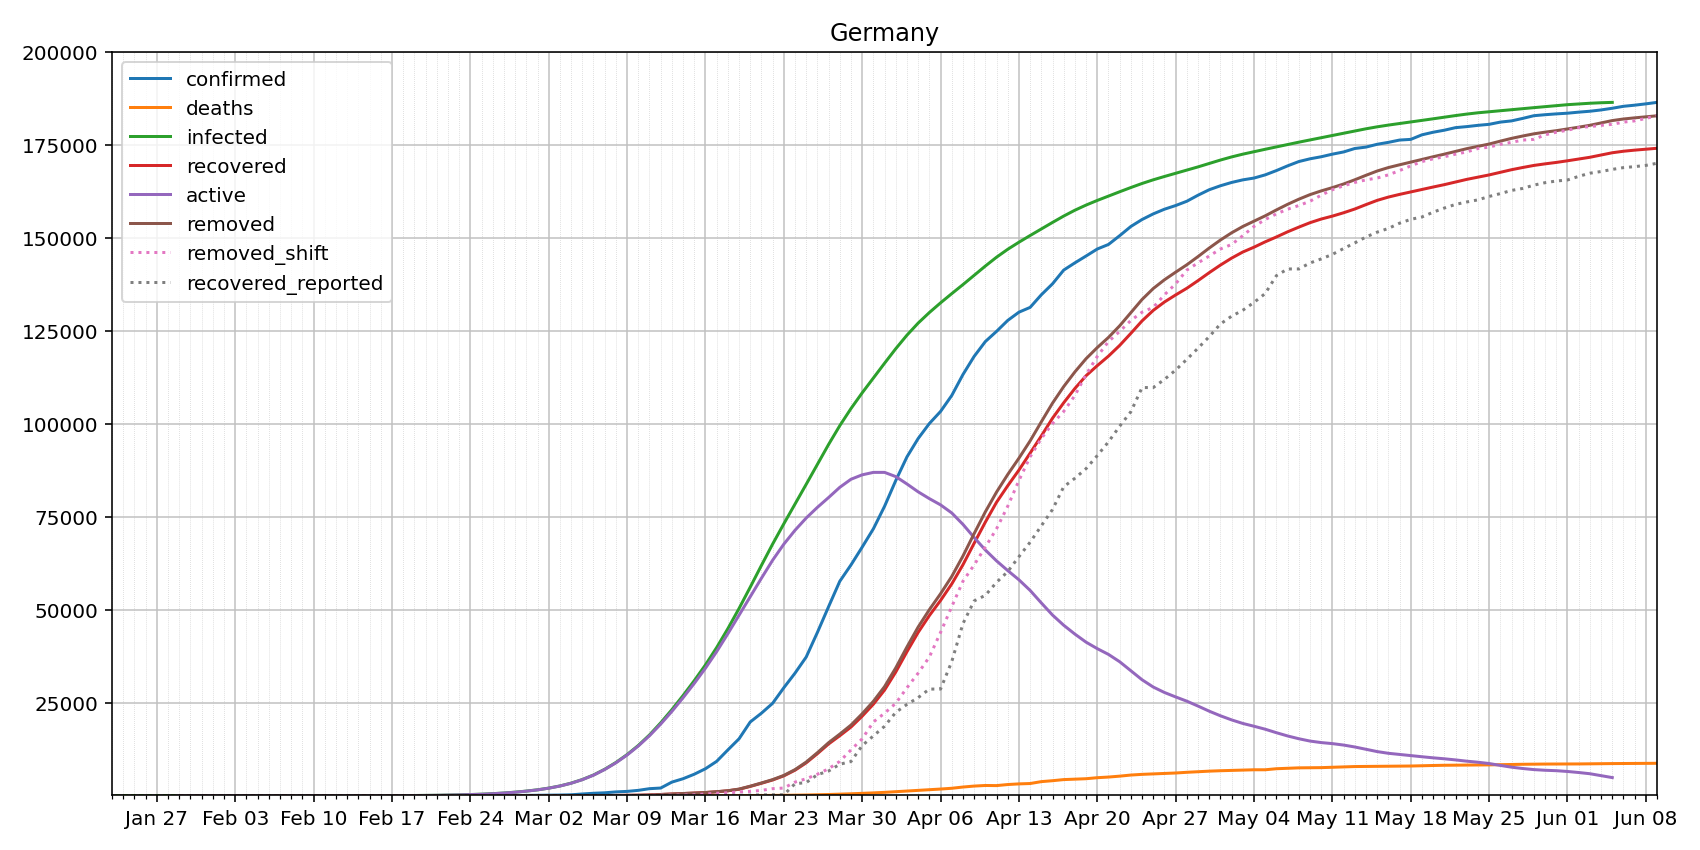 Germany
200000
175000
150000
125000
100000
75000
50000
25000
confirmed
deaths
infected
recovered
active
removed
removed_shift
recovered_reported
Jan 27 Feb 03 Feb 10 Feb 17 Feb 24 Mar 02 Mar 09 Mar 16 Mar 23 Mar 30 Apr 06 Apr 13 Apr 20 Apr 27 May 04 May 11 May 18 May 25 Jun 01 Jun 08